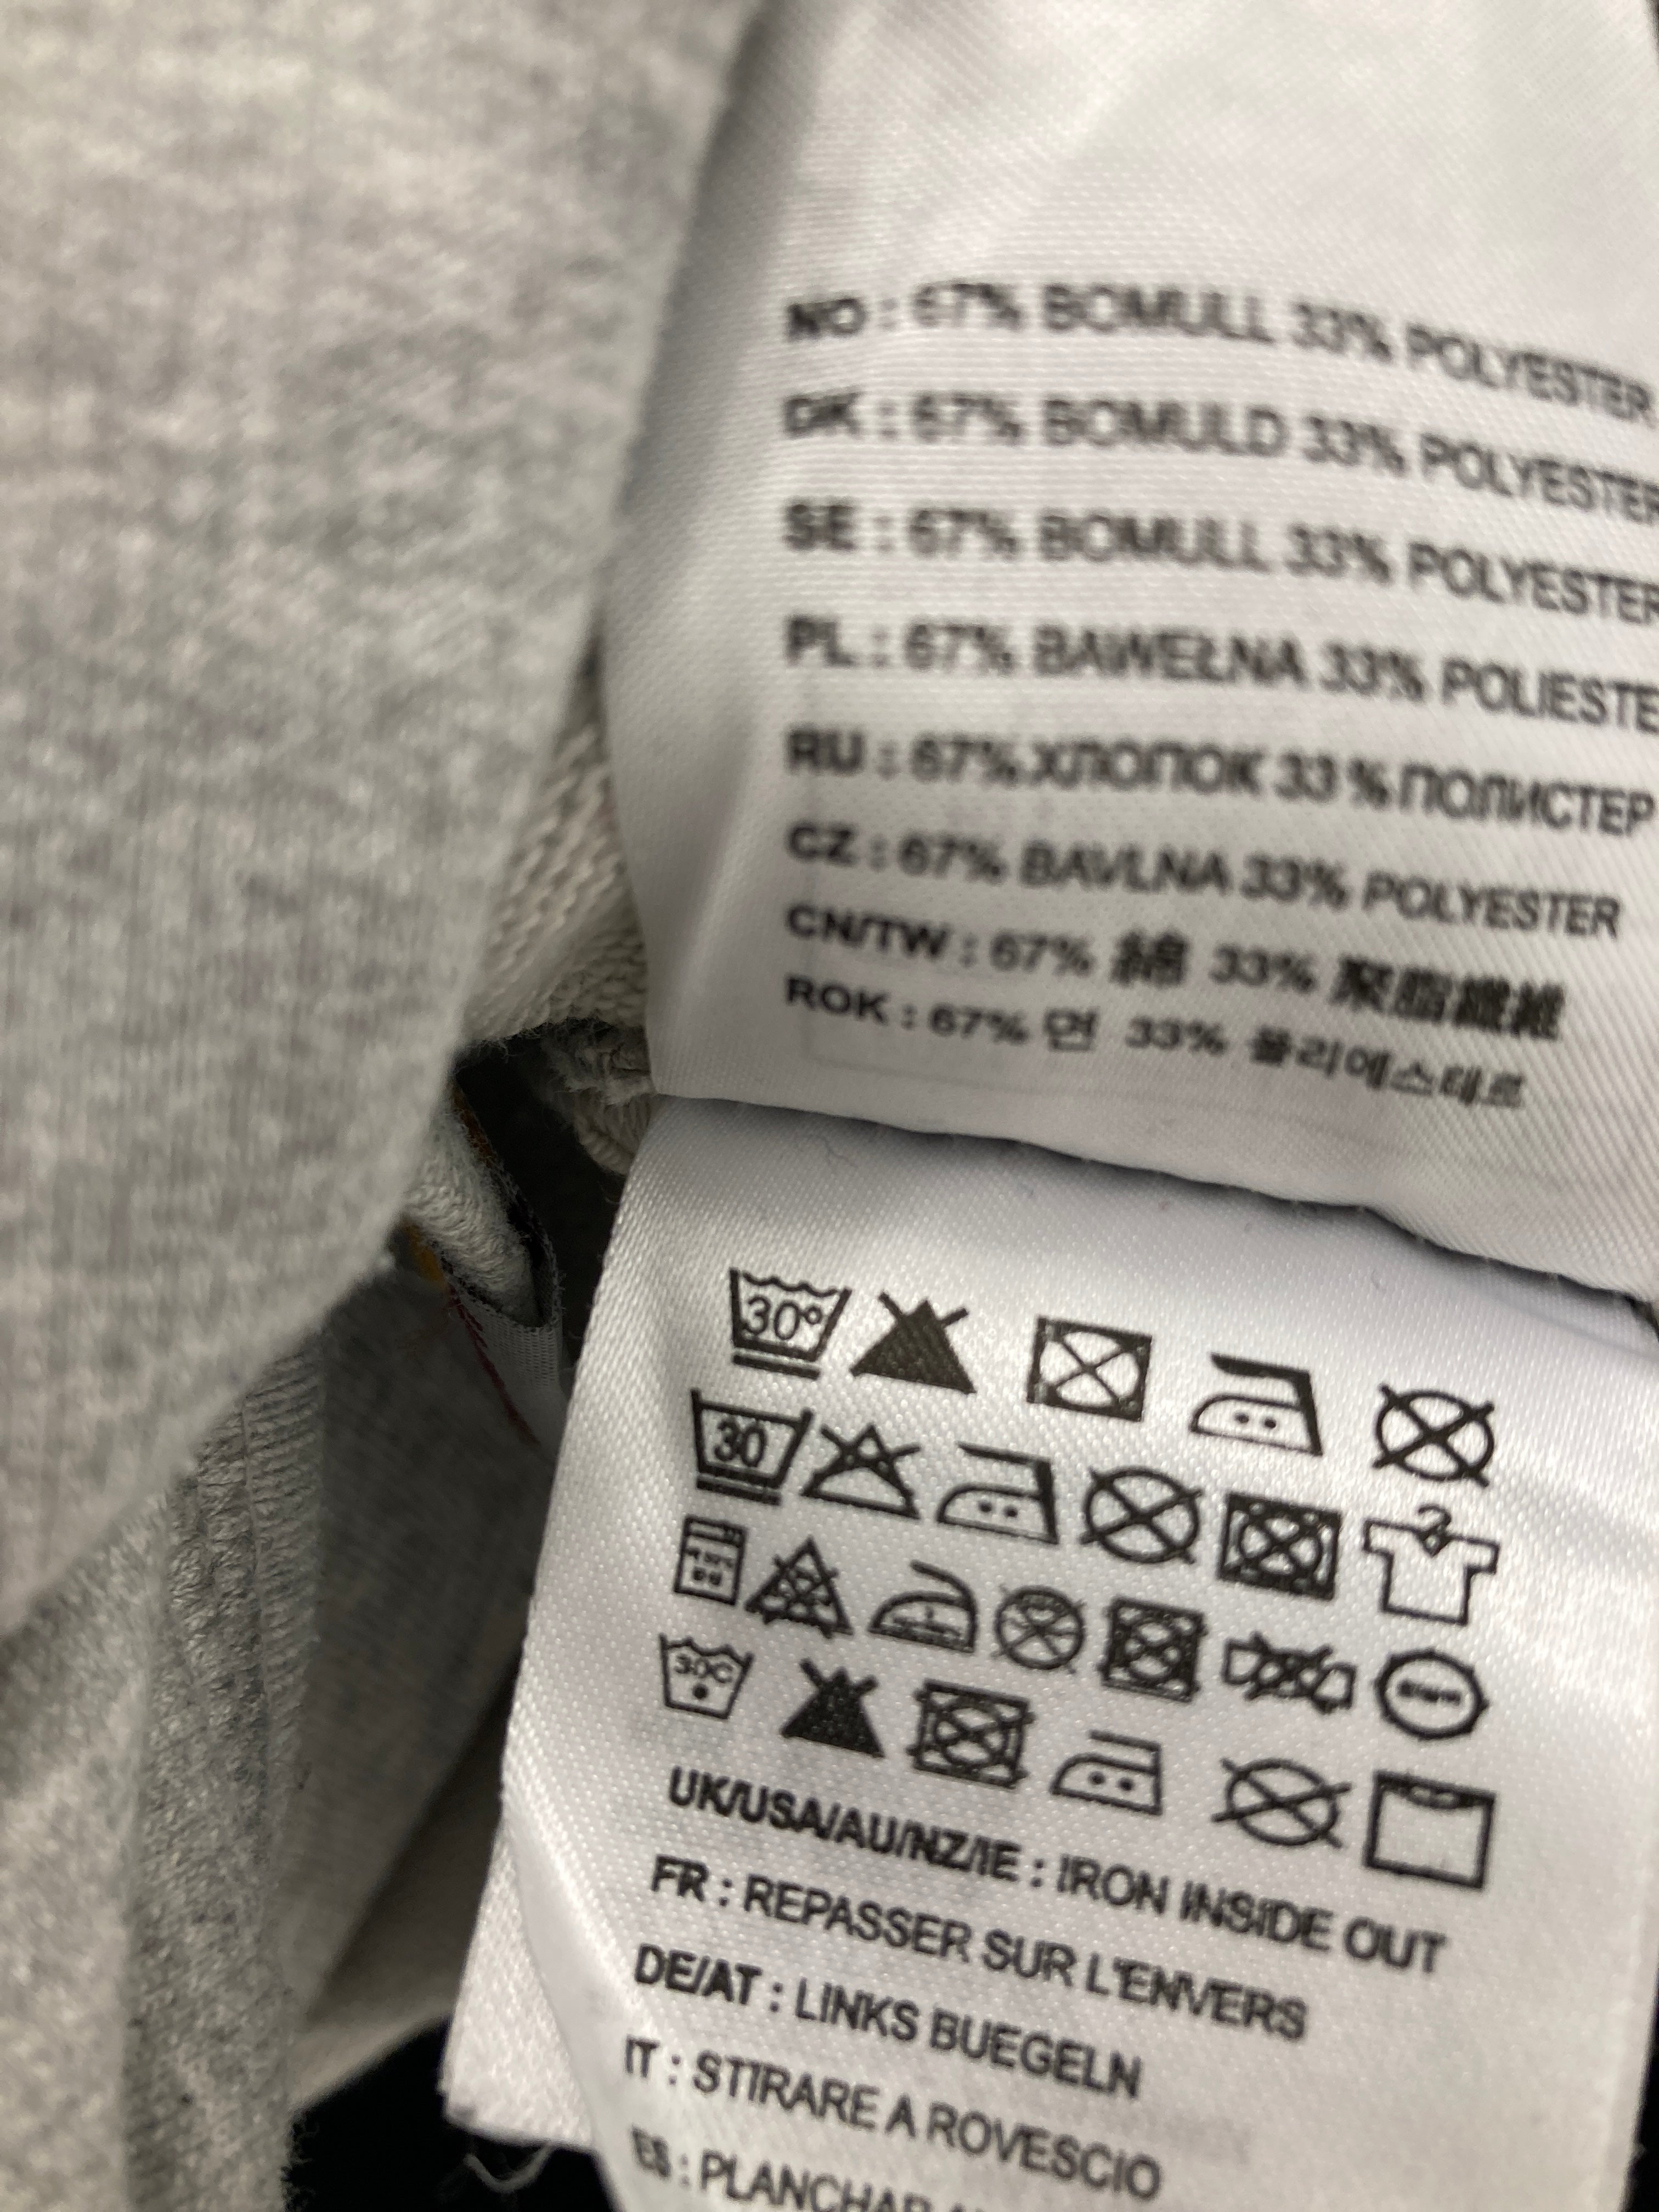 NO : 67% BOMULL 33% POLYESTER
DK : 67% BOMULD 33% POLYESTER
SE : 67% BOMULL 33% POLYESTER
PL : 67% BAWEŁNA 33% POLIESTE
RU : 67% ХЛОПОК 33 % ПОЛИСТЕР
CZ : 67% BAVLNA 33% POLYESTER
CN/TW : 67% 綿 33% 聚脂纖維
ROK : 67% 면 33% 폴리에스테르
30°
30
30C
UK/USA/AU/NZ/IE : IRON INSIDE OUT
FR : REPASSER SUR L'ENVERS
DE/AT : LINKS BUEGELN
IT : STIRARE A ROVESCIO
ES : PLANCHAR